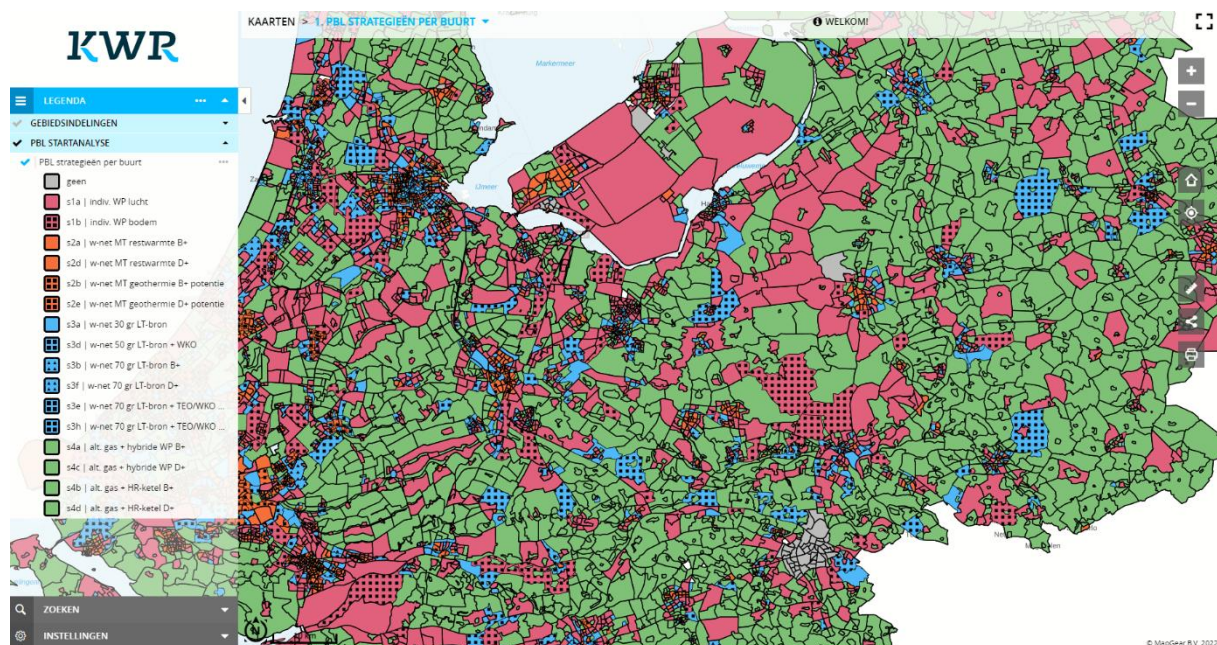 KWR
KAARTEN > 1. PBL STRATEGIEËN PER BUURT
WELKOM!
LEGENDA
GEBIEDSINDELINGEN
PBL STARTANALYSE
PBL strategieën per buurt
geen
s1a | indiv. WP lucht
s1b | indiv. WP bodem
s2a | w-net MT restwarmte B+
s2d | w-net MT restwarmte D+
s2b | w-net MT geothermie B+ potentie
s2e | w-net MT geothermie D+ potentie
s3a | w-net 30 gr LT-bron
s3d | w-net 50 gr LT-bron + WKO
s3b | w-net 70 gr LT-bron B+
s3f | w-net 70 gr LT-bron D+
s3e | w-net 70 gr LT-bron + TEO/WKO ...
s3h | w-net 70 gr LT-bron + TEO/WKO ...
s4a | alt. gas + hybride WP B+
s4c | alt. gas + hybride WP D+
s4b | alt. gas + HR-ketel B+
s4d | alt. gas + HR-ketel D+
ZOEKEN
INSTELLINGEN
Markermeer
IJmeer
N
© MapGear B.V. 2022